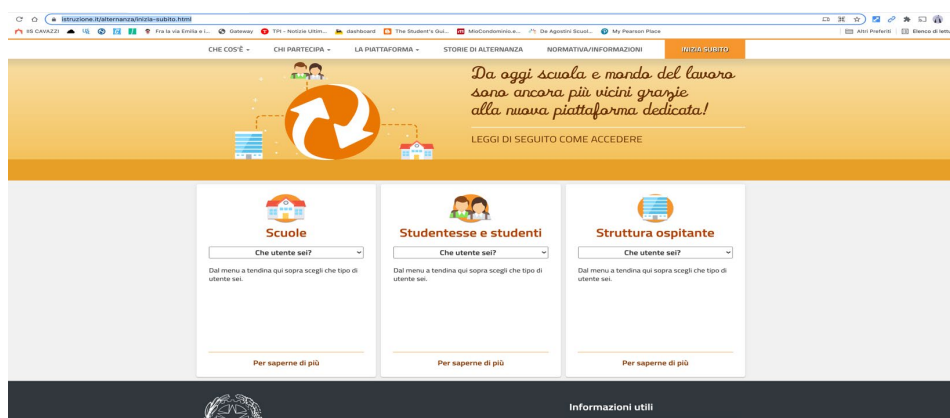 istruzione.it/alternanza/inizia-subito.html
IIS CAVAZZI Fra la via Emilia e i... Gateway TPI - Notizie Ultim... dashboard The Student's Gui... MioCondominio.e... De Agostini Scuol... My Pearson Place Altri Preferiti Elenco di lettu
CHE COS'È CHI PARTECIPA LA PIATTAFORMA STORIE DI ALTERNANZA NORMATIVA/INFORMAZIONI INIZIA SUBITO
Da oggi scuola e mondo del lavoro
sono ancora più vicini grazie
alla nuova piattaforma dedicata!
LEGGI DI SEGUITO COME ACCEDERE
Scuole
Che utente sei?
Dal menu a tendina qui sopra scegli che tipo di
utente sei.
Per saperne di più
Studentesse e studenti
Che utente sei?
Dal menu a tendina qui sopra scegli che tipo di
utente sei.
Per saperne di più
Struttura ospitante
Che utente sei?
Dal menu a tendina qui sopra scegli che tipo di
utente sei.
Per saperne di più
Informazioni utili